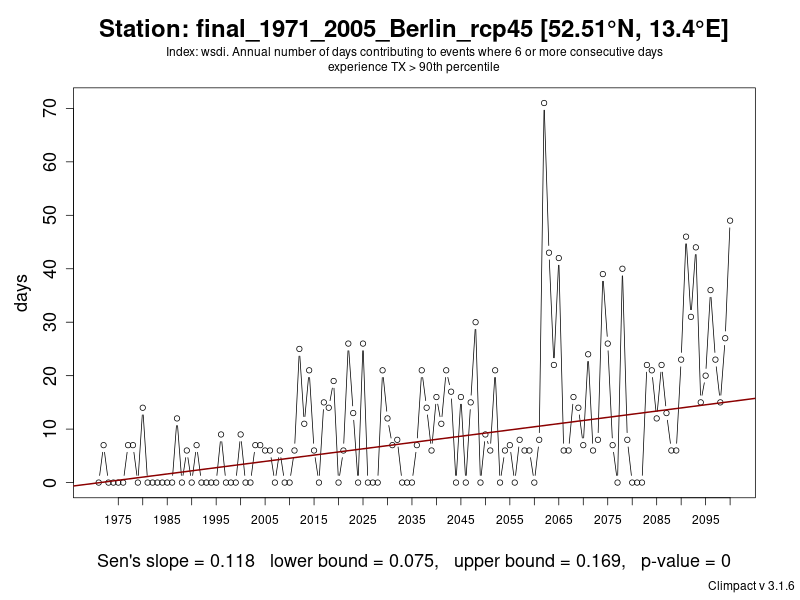 Station: final_1971_2005_Berlin_rcp45 [52.51°N, 13.4°E]
Index: wsdi. Annual number of days contributing to events where 6 or more consecutive days
experience TX > 90th percentile
days
70
60
50
40
30
20
10
0
1975 1985 1995 2005 2015 2025 2035 2045 2055 2065 2075 2085 2095
Sen's slope = 0.118 lower bound = 0.075, upper bound = 0.169, p-value = 0
Climpact v 3.1.6